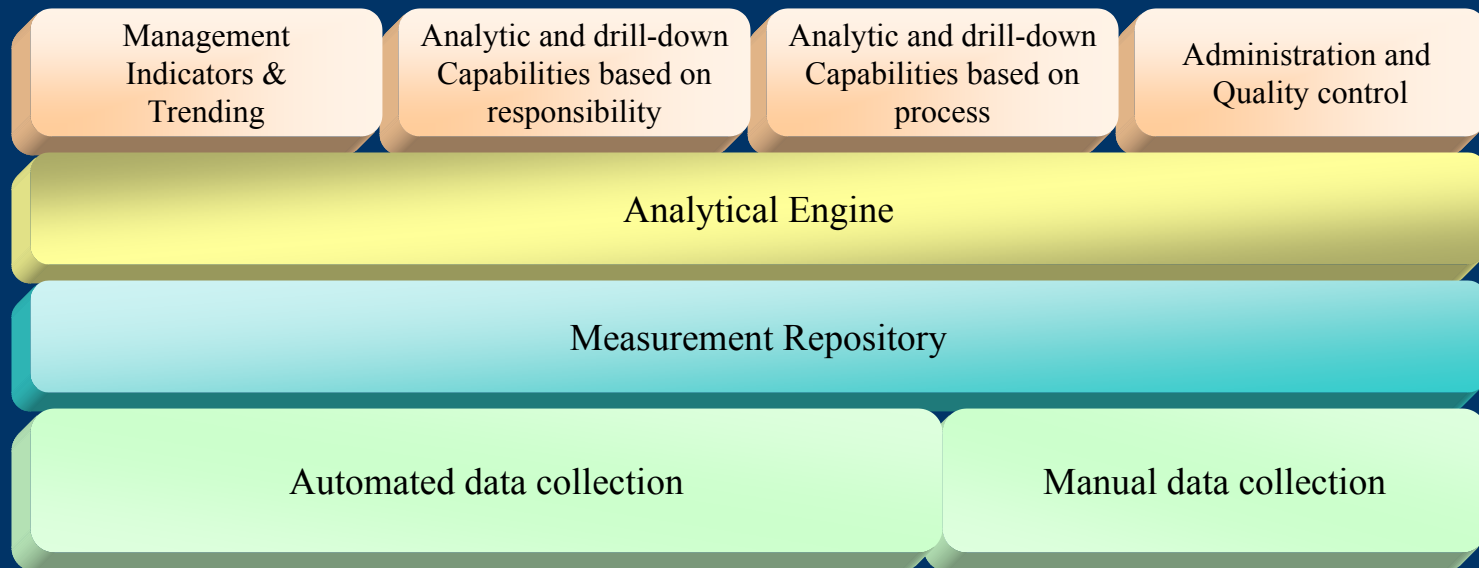 Management
Indicators &
Trending
Analytic and drill-down
Capabilities based on
responsibility
Analytic and drill-down
Capabilities based on
process
Administration and
Quality control
Analytical Engine
Measurement Repository
Automated data collection
Manual data collection